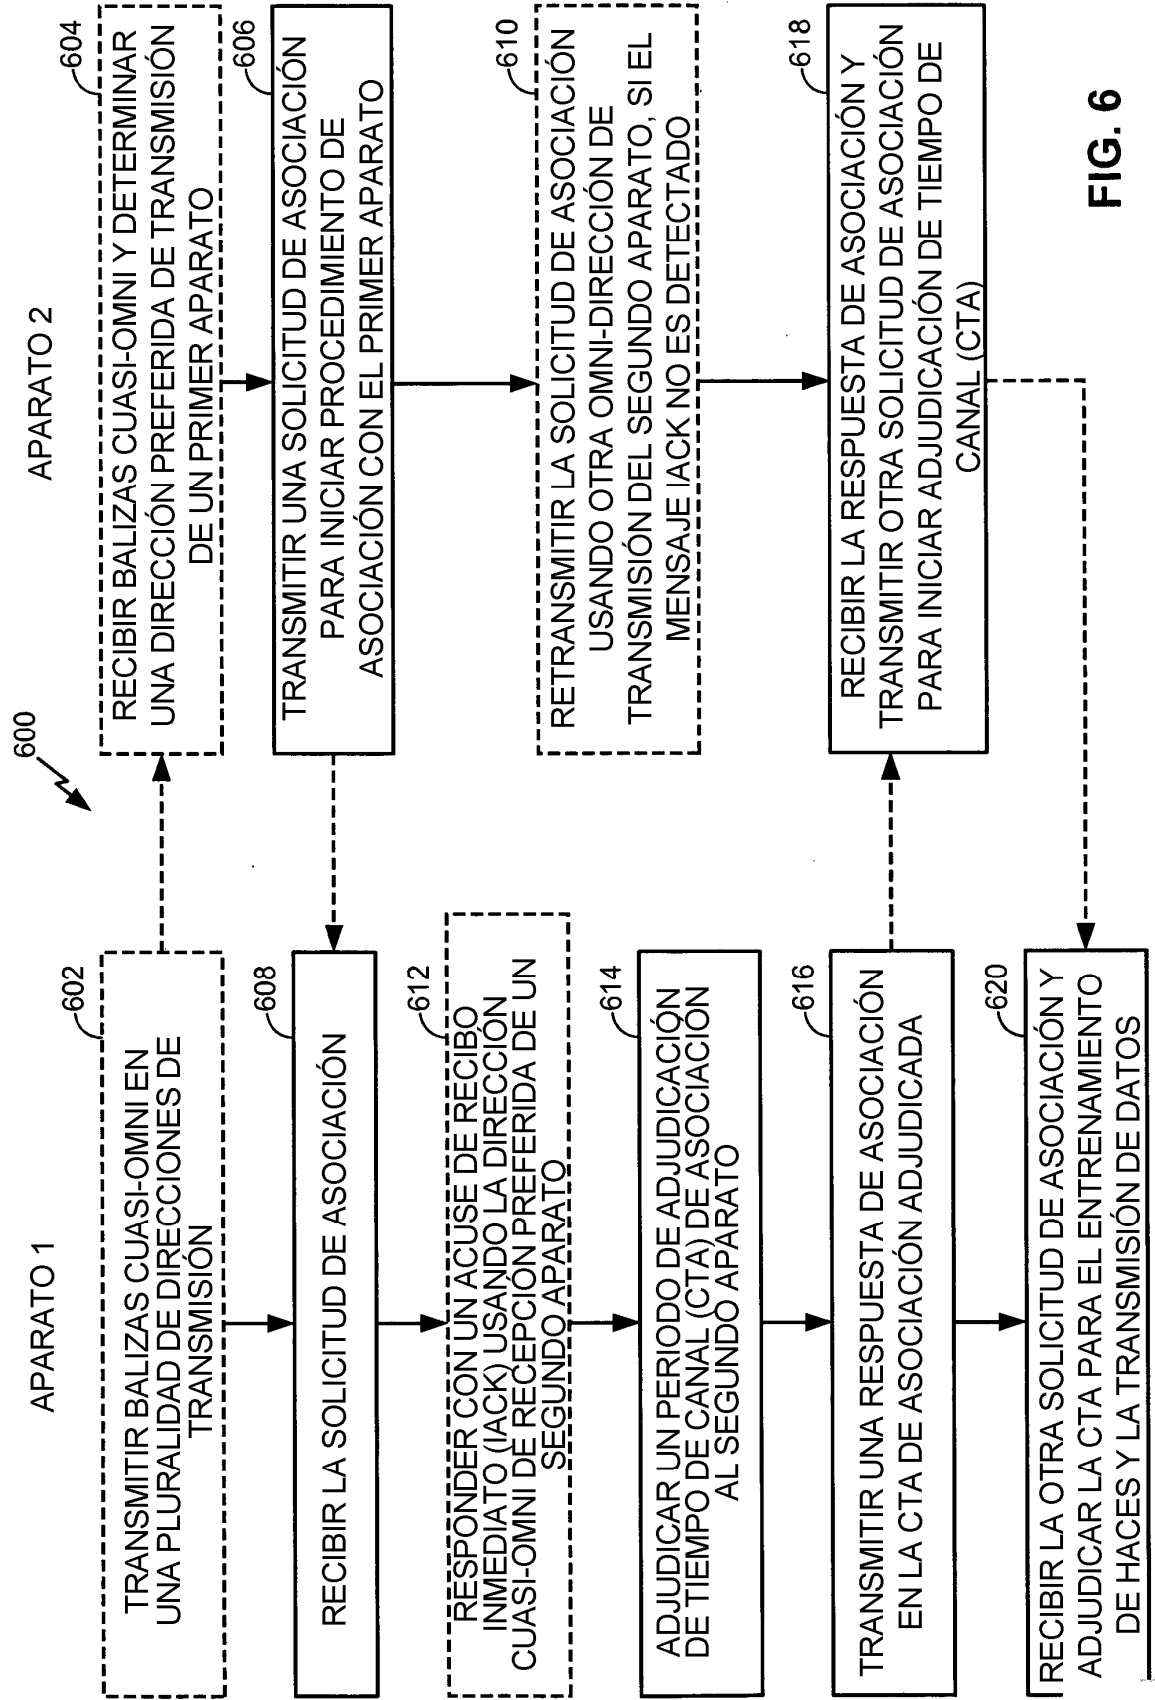 600
APARATO 1
602
TRANSMITIR BALIZAS CUASI-OMNI EN
UNA PLURALIDAD DE DIRECCIONES DE
TRANSMISIÓN
608
RECIBIR LA SOLICITUD DE ASOCIACIÓN
612
RESPONDER CON UN ACUSE DE RECIBO
INMEDIATO (IACK) USANDO LA DIRECCIÓN
CUASI-OMNI DE RECEPCIÓN PREFERIDA DE UN
SEGUNDO APARATO
614
ADJUDICAR UN PERIODO DE ADJUDICACIÓN
DE TIEMPO DE CANAL (CTA) DE ASOCIACIÓN
AL SEGUNDO APARATO
616
TRANSMITIR UNA RESPUESTA DE ASOCIACIÓN
EN LA CTA DE ASOCIACIÓN ADJUDICADA
620
RECIBIR LA OTRA SOLICITUD DE ASOCIACIÓN Y
ADJUDICAR LA CTA PARA EL ENTRENAMIENTO
DE HACES Y LA TRANSMISIÓN DE DATOS
APARATO 2
604
RECIBIR BALIZAS CUASI-OMNI Y DETERMINAR
UNA DIRECCIÓN PREFERIDA DE TRANSMISIÓN
DE UN PRIMER APARATO
606
TRANSMITIR UNA SOLICITUD DE ASOCIACIÓN
PARA INICIAR PROCEDIMIENTO DE
ASOCIACIÓN CON EL PRIMER APARATO
610
RETRANSMITIR LA SOLICITUD DE ASOCIACIÓN
USANDO OTRA OMNI-DIRECCIÓN DE
TRANSMISIÓN DEL SEGUNDO APARATO, SI EL
MENSAJE IACK NO ES DETECTADO
618
RECIBIR LA RESPUESTA DE ASOCIACIÓN Y
TRANSMITIR OTRA SOLICITUD DE ASOCIACIÓN
PARA INICIAR ADJUDICACIÓN DE TIEMPO DE
CANAL (CTA)
FIG. 6